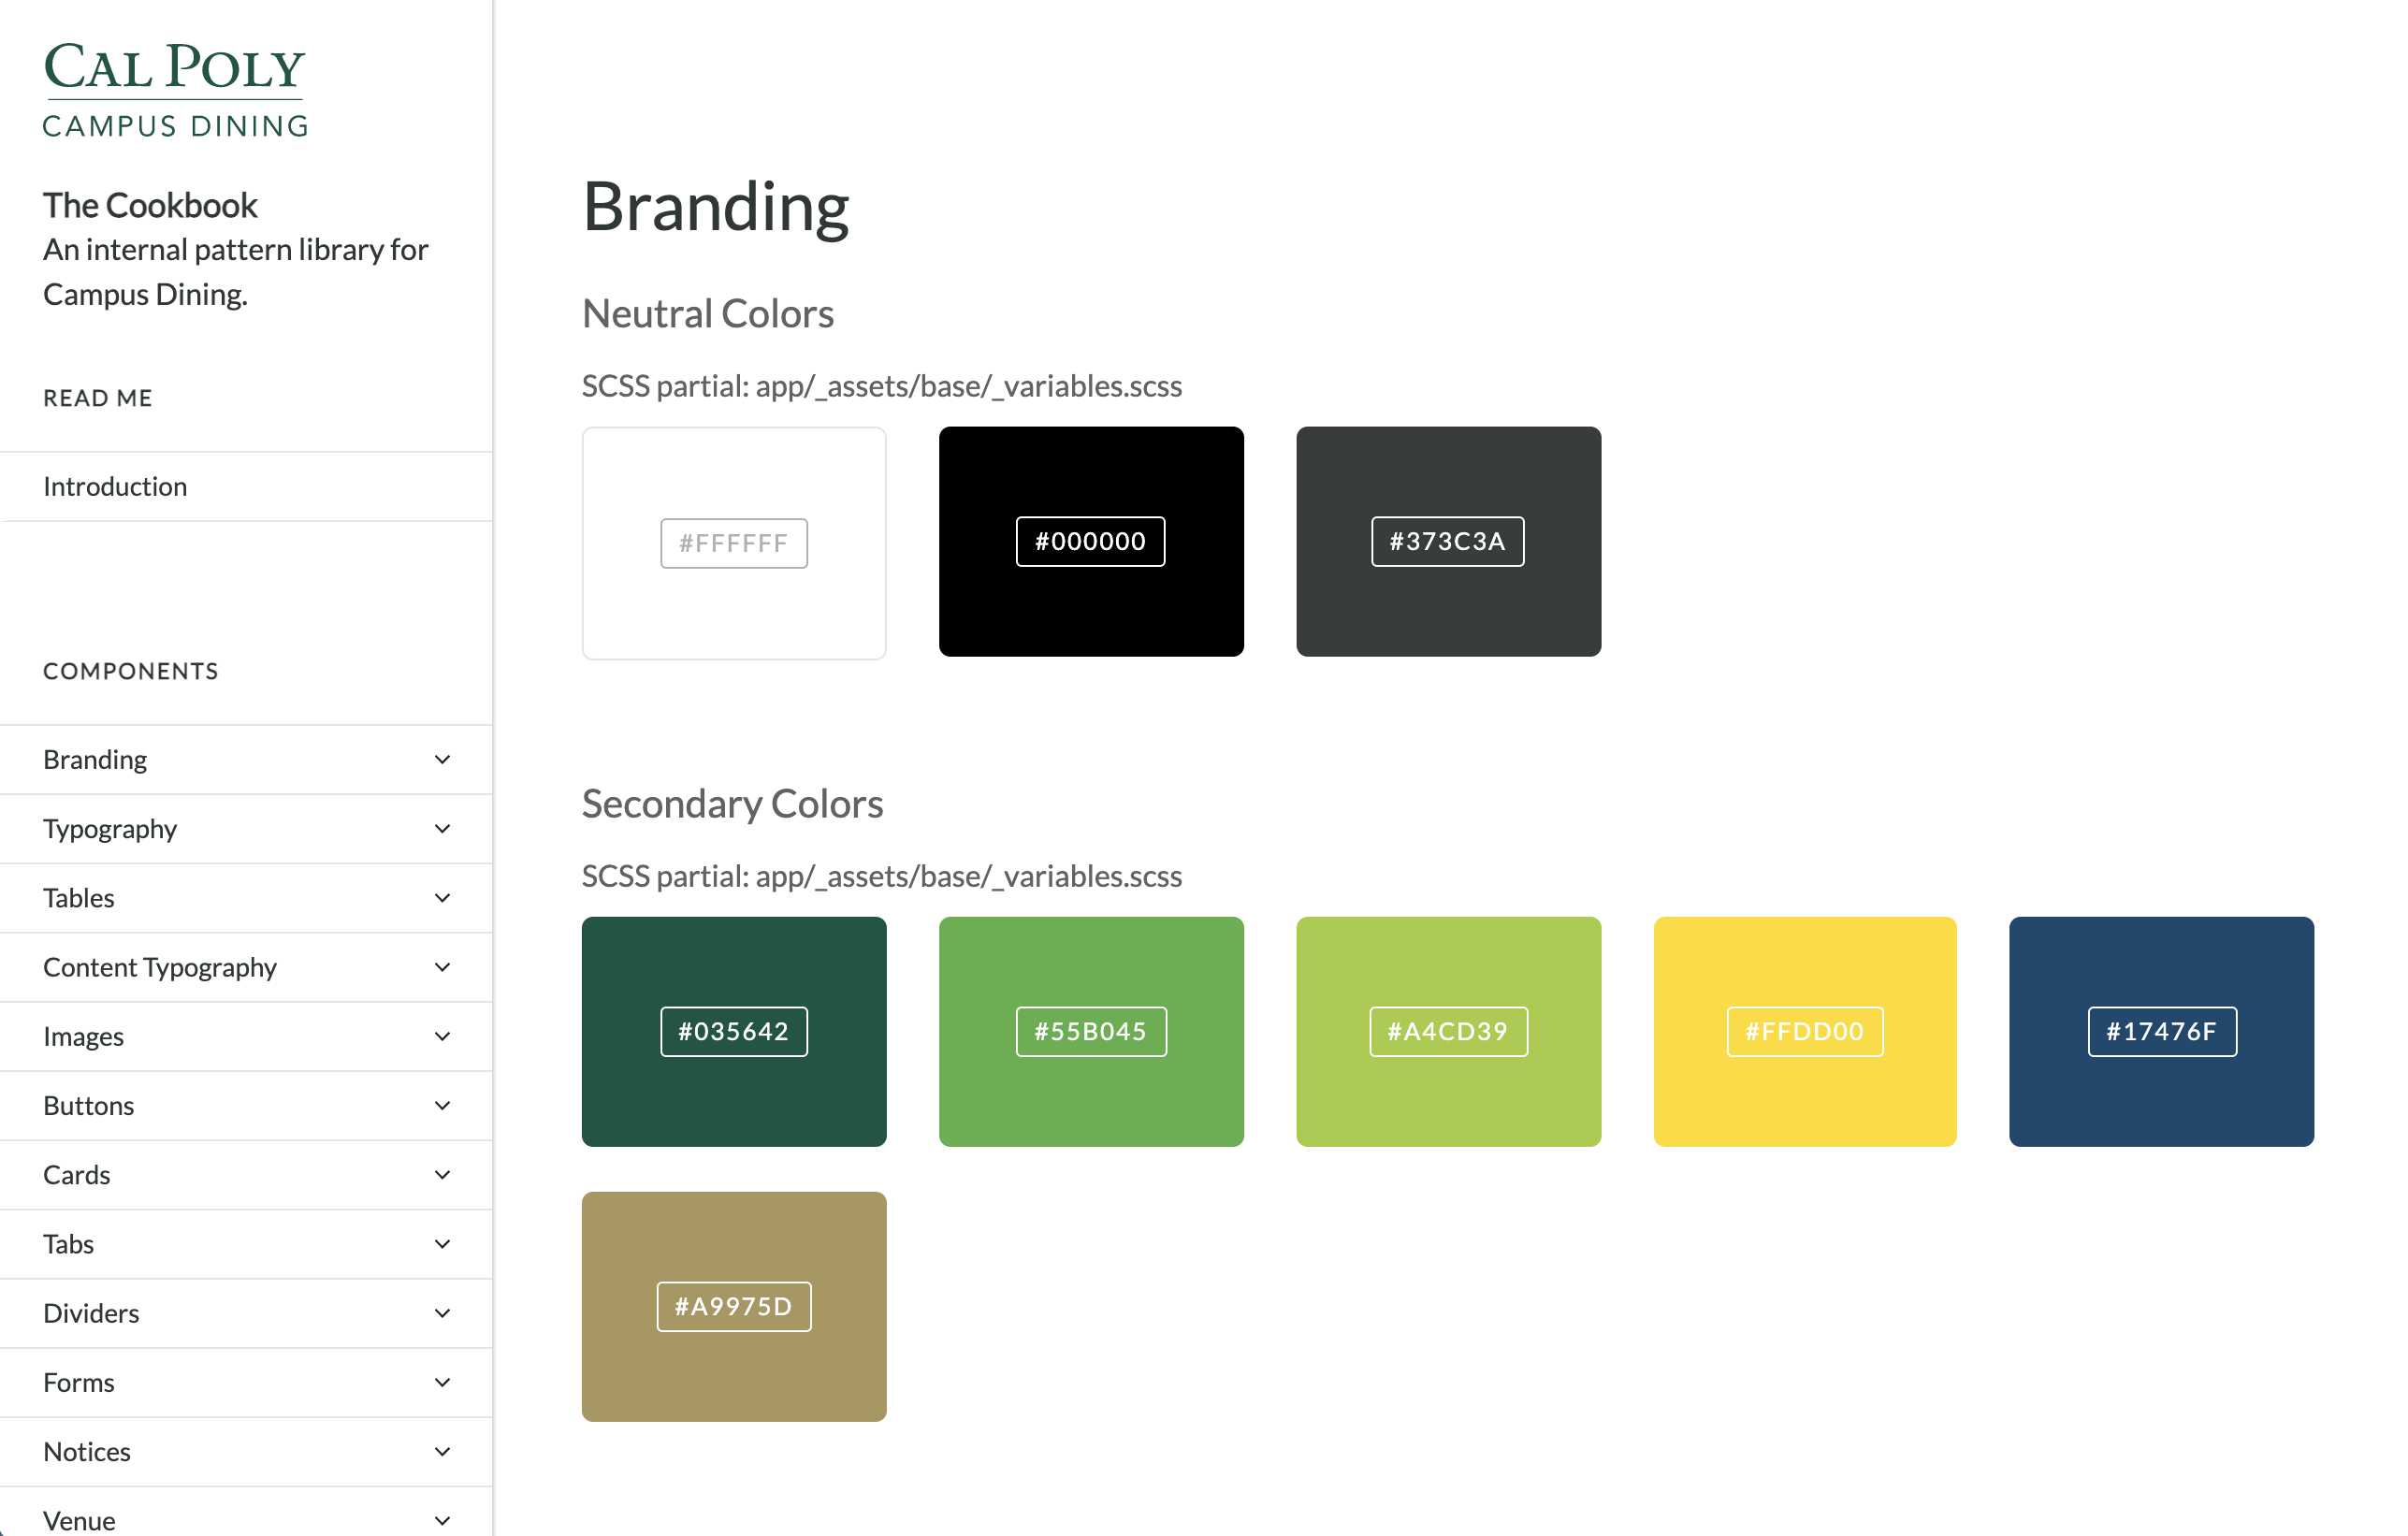 CAL POLY
CAMPUS DINING
The Cookbook
An internal pattern library for
Campus Dining.
READ ME
Introduction
COMPONENTS
Branding
Typography
Tables
Content Typography
Images
Buttons
Cards
Tabs
Dividers
Forms
Notices
Venue
Branding
Neutral Colors
SCSS partial: app/_assets/base/_variables.scss
#FFFFFF
#000000
#373C3A
Secondary Colors
SCSS partial: app/_assets/base/_variables.scss
#035642
#55B045
#A4CD39
#FFDD00
#17476F
#A9975D